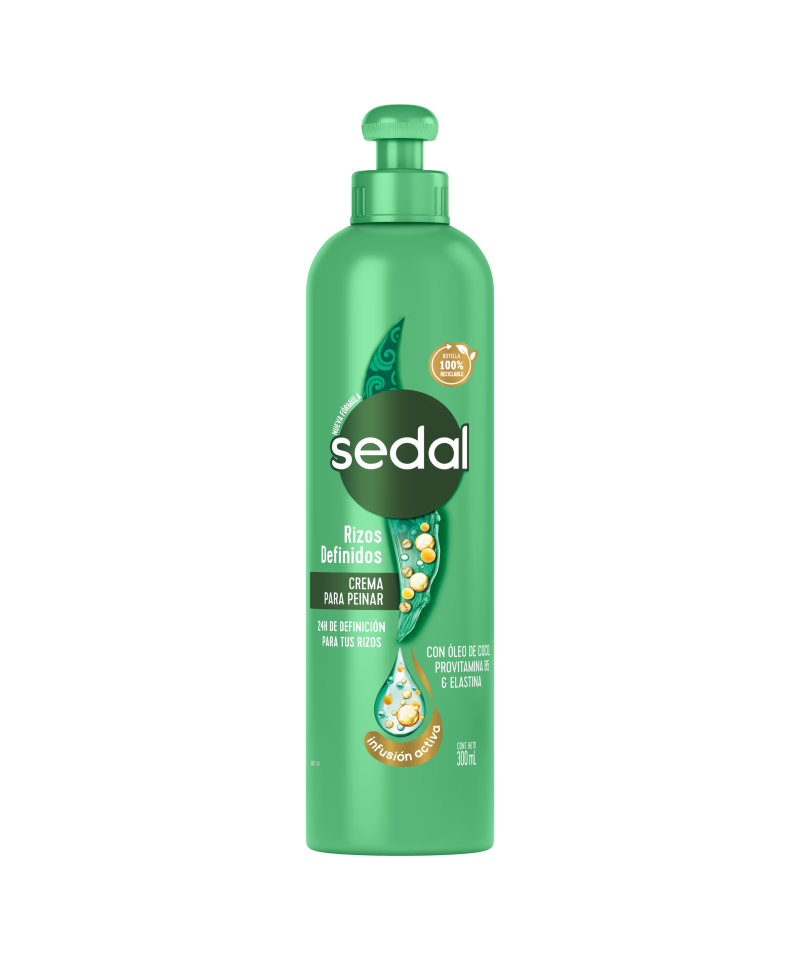 BOTELLA
100%
RECICLABLE
NUEVA FÓRMULA
sedal
Rizos
Definidos
CREMA
PARA PEINAR
24H DE DEFINICIÓN
PARA TUS RIZOS
CON ÓLEO DE COCO,
PROVITAMINA B5
& ELASTINA
infusión activa
CONT. NETO
300 mL